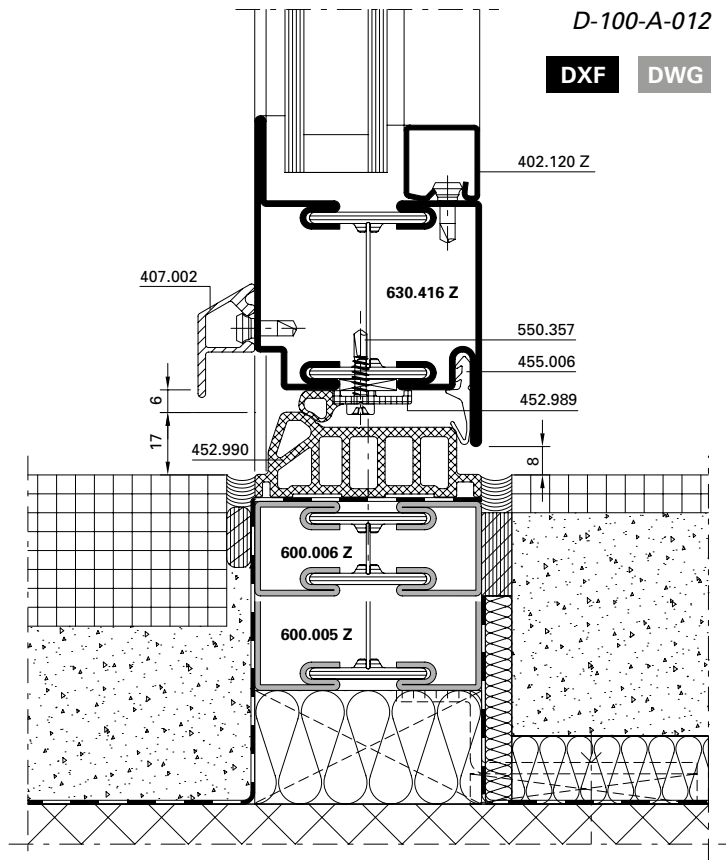 D-100-A-012
DXF DWG
402.120 Z
407.002
630.416 Z
550.357
455.006
452.989
6
17
452.990
8
600.006 Z
600.005 Z